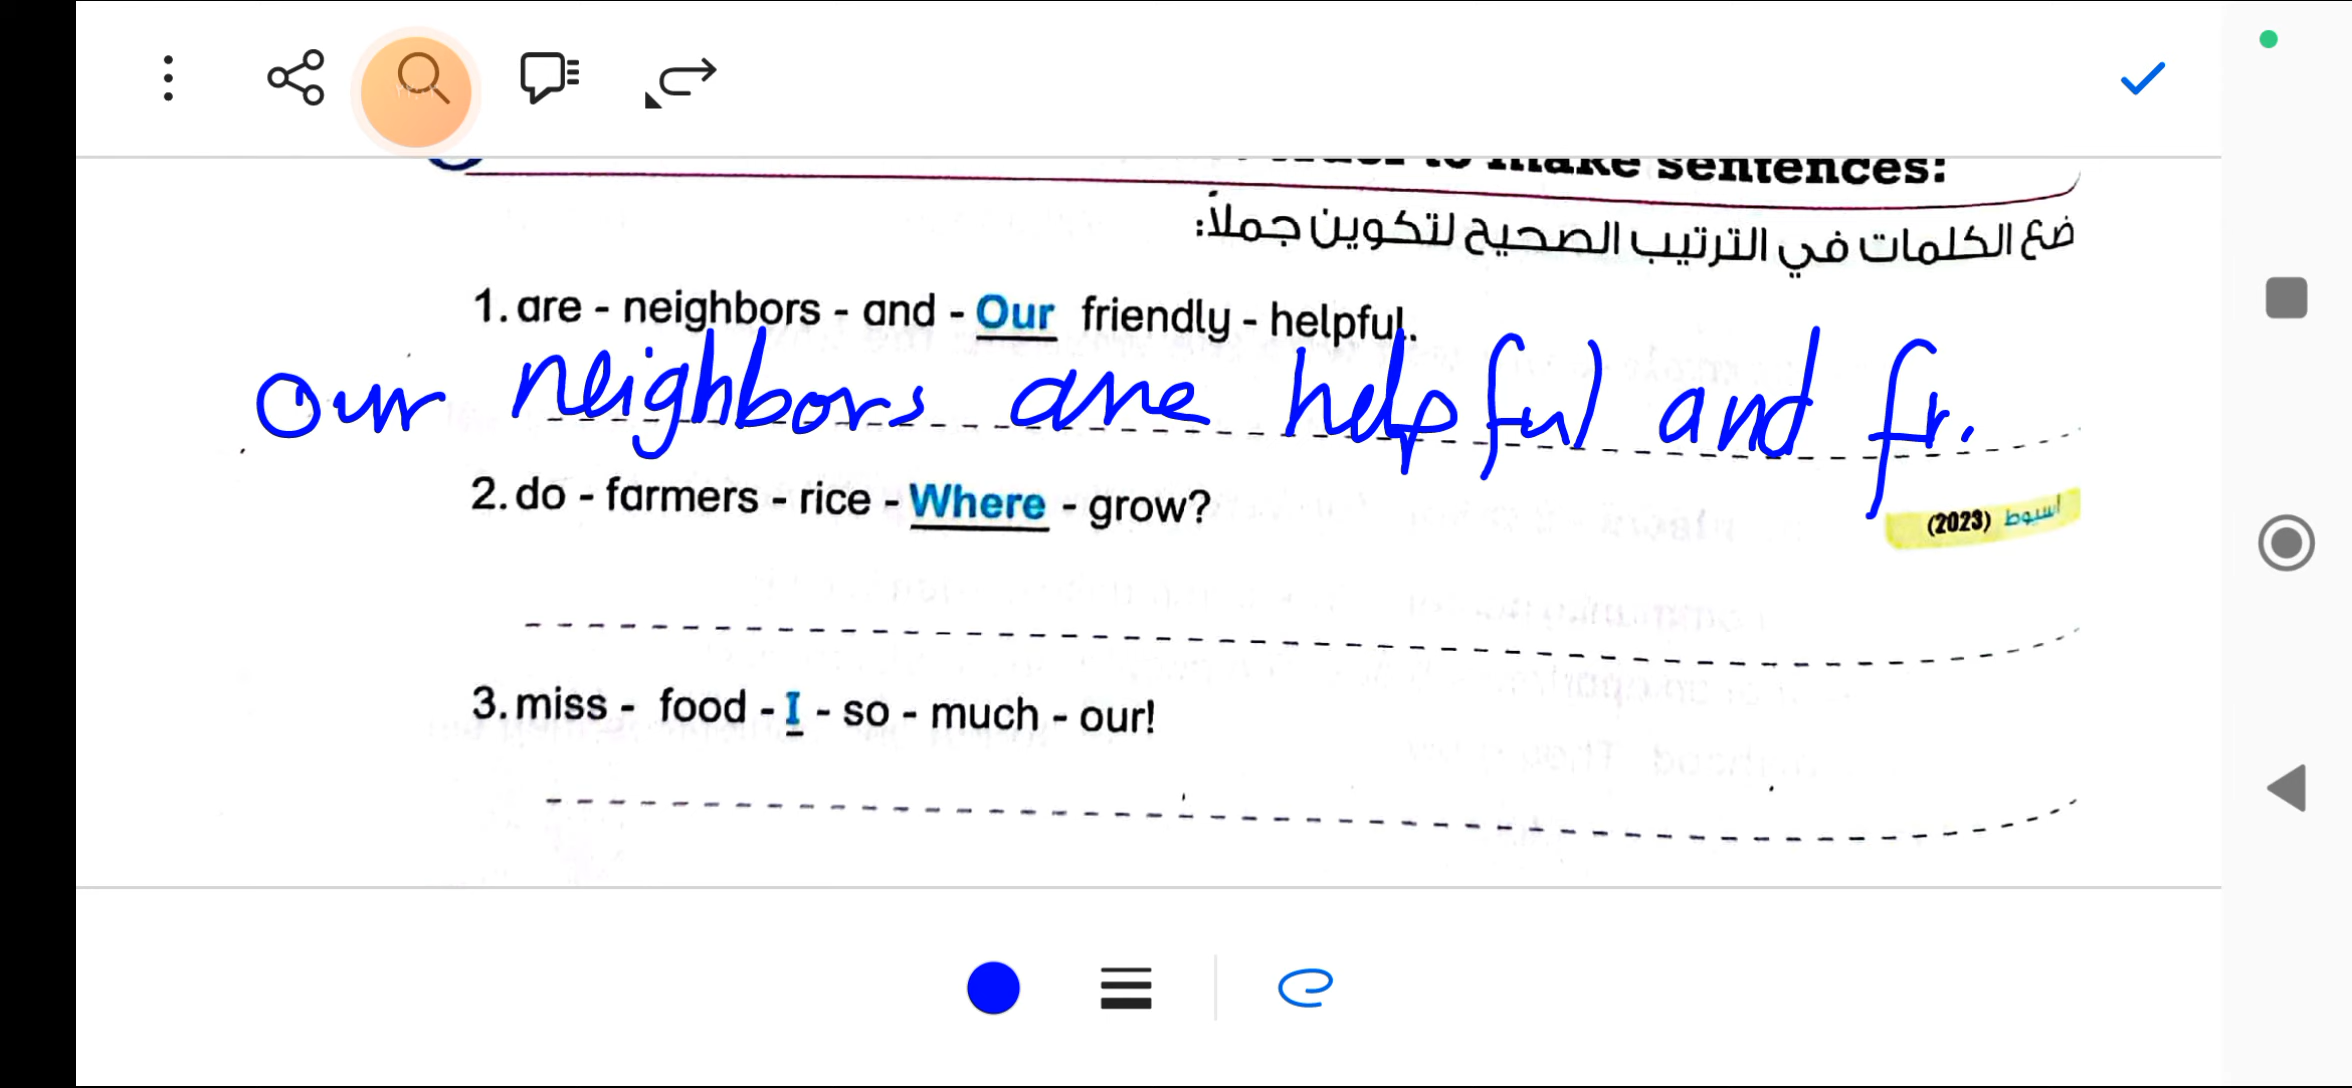 to make sentences:
ضع الكلمات في الترتيب الصحيح لتكوين جملاً:
1. are - neighbors - and - Our friendly - helpful.
our neighbors are helpful and fr.
2. do - farmers - rice - Where - grow?
أسيوط (2023)
3. miss - food - I - so - much - our!